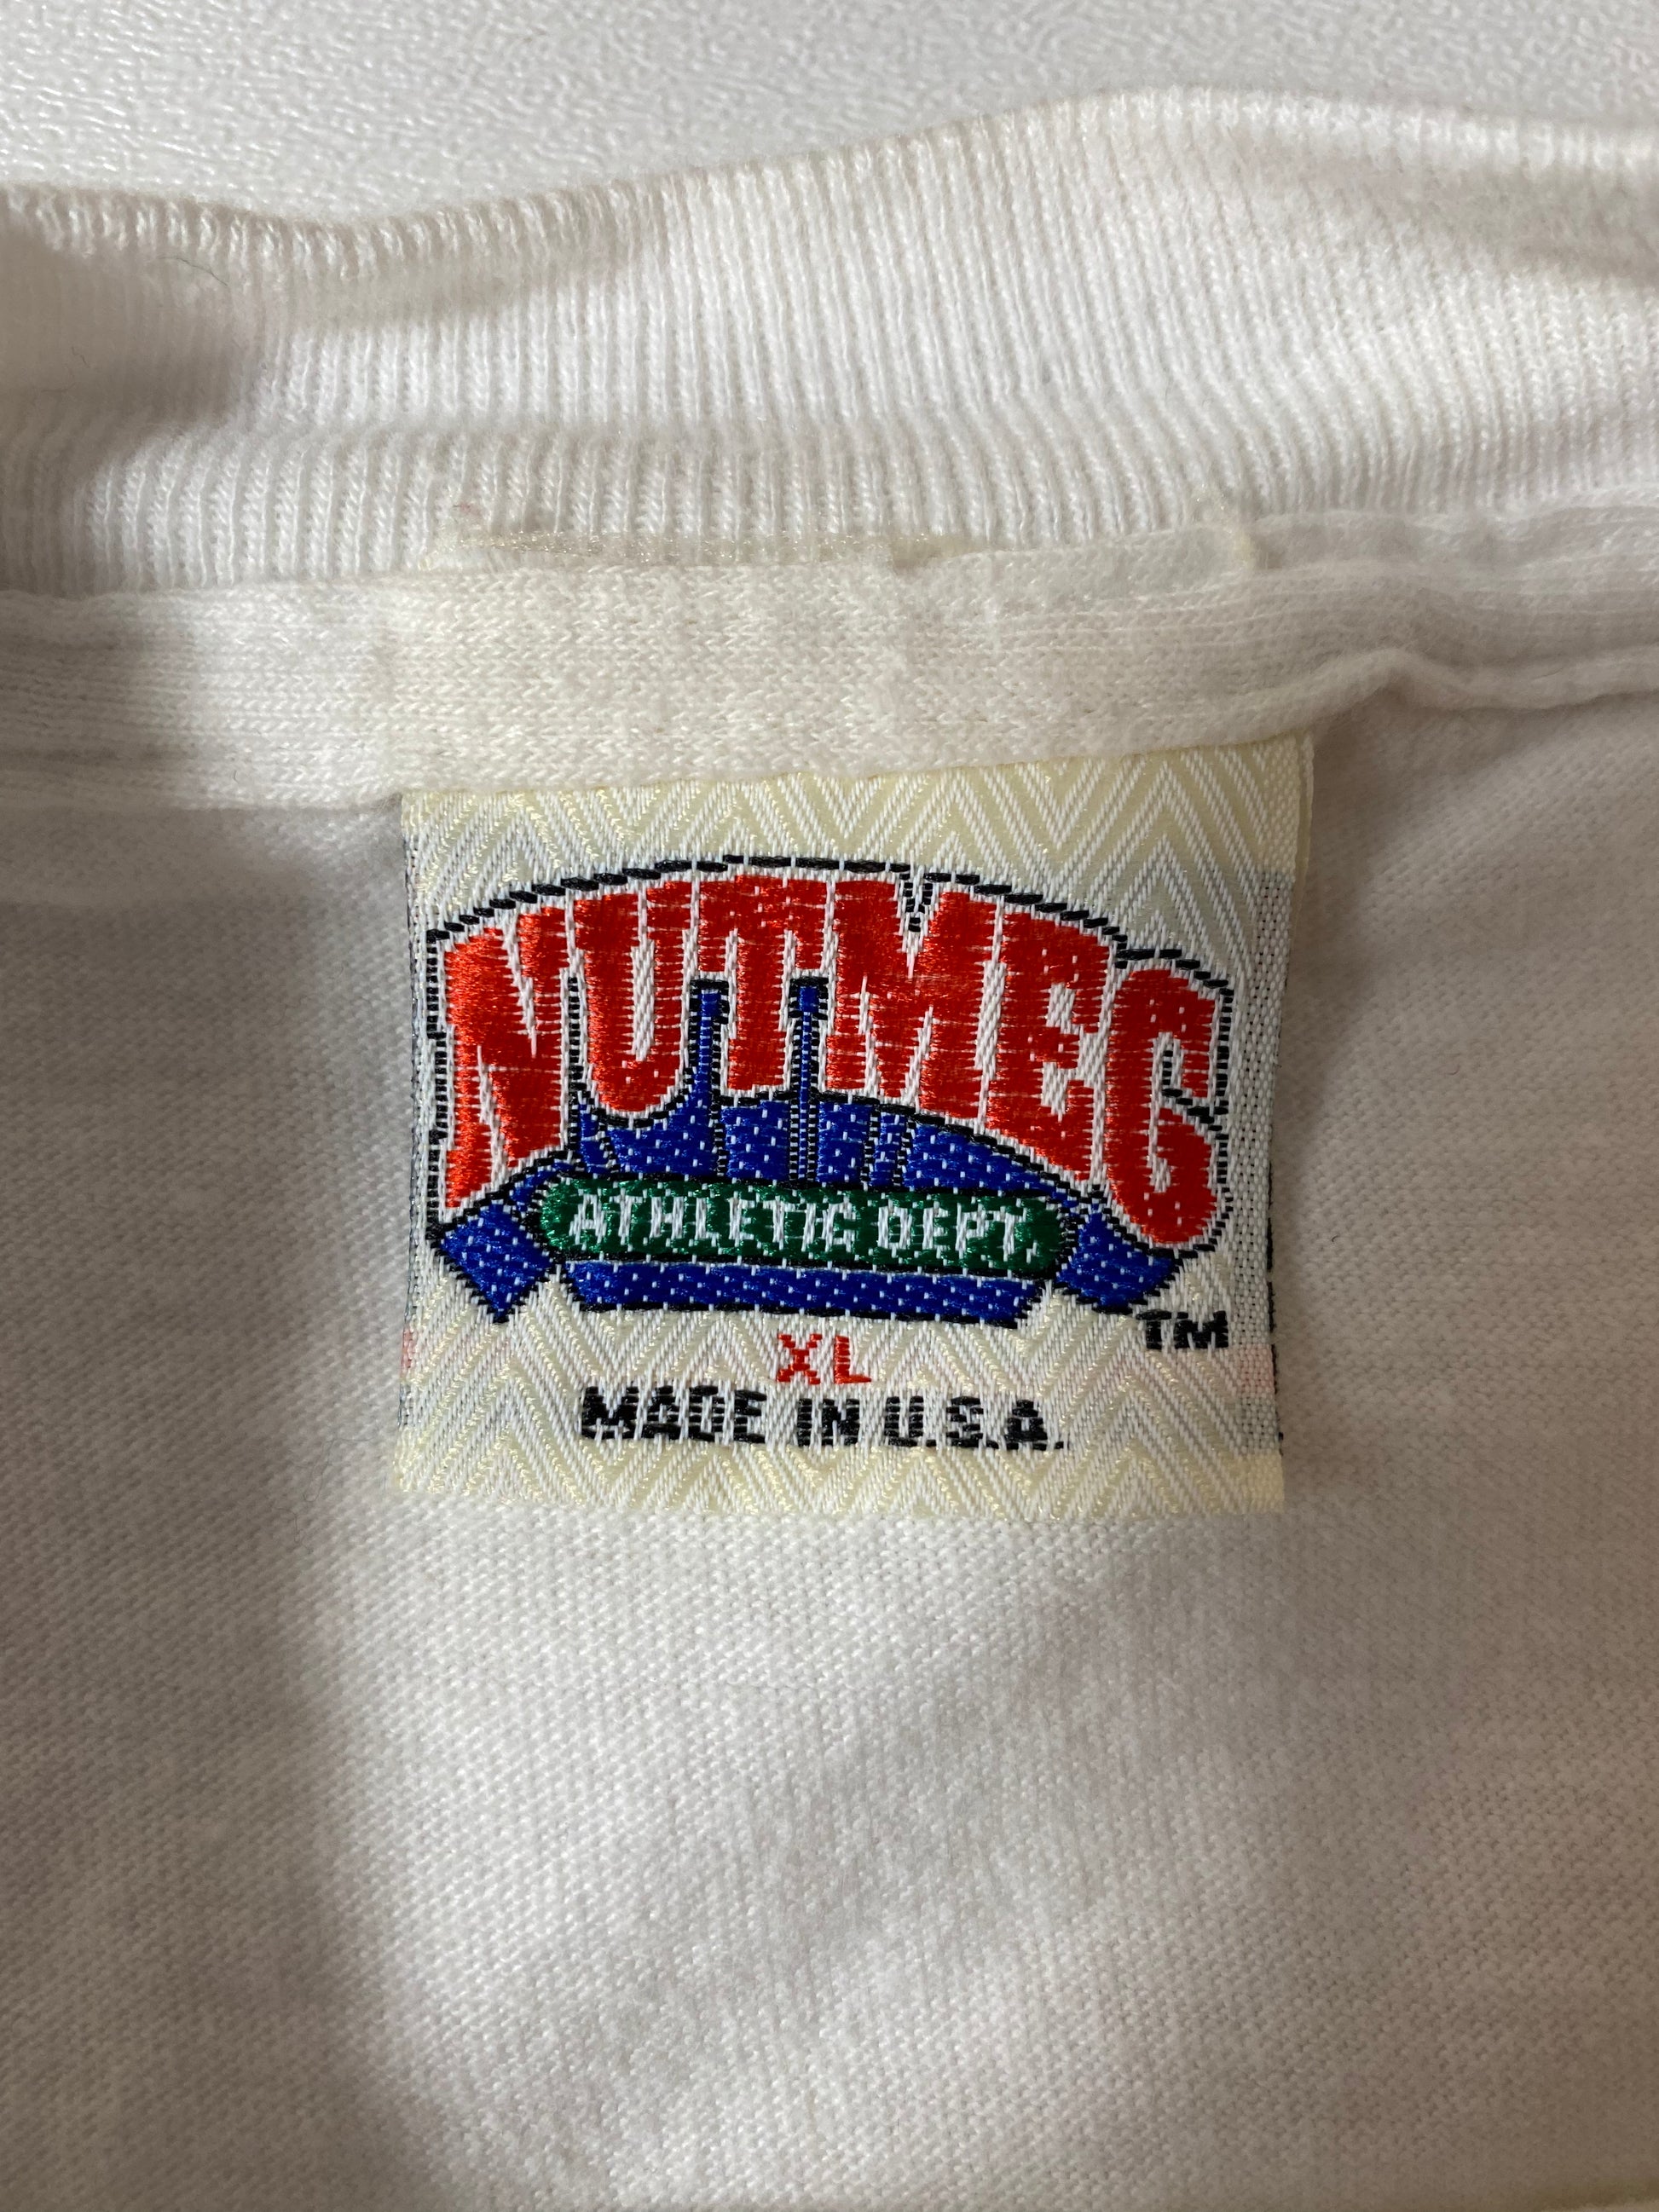 NUTMEG
ATHLETIC DEPT.
TM
XL
MADE IN U.S.A.